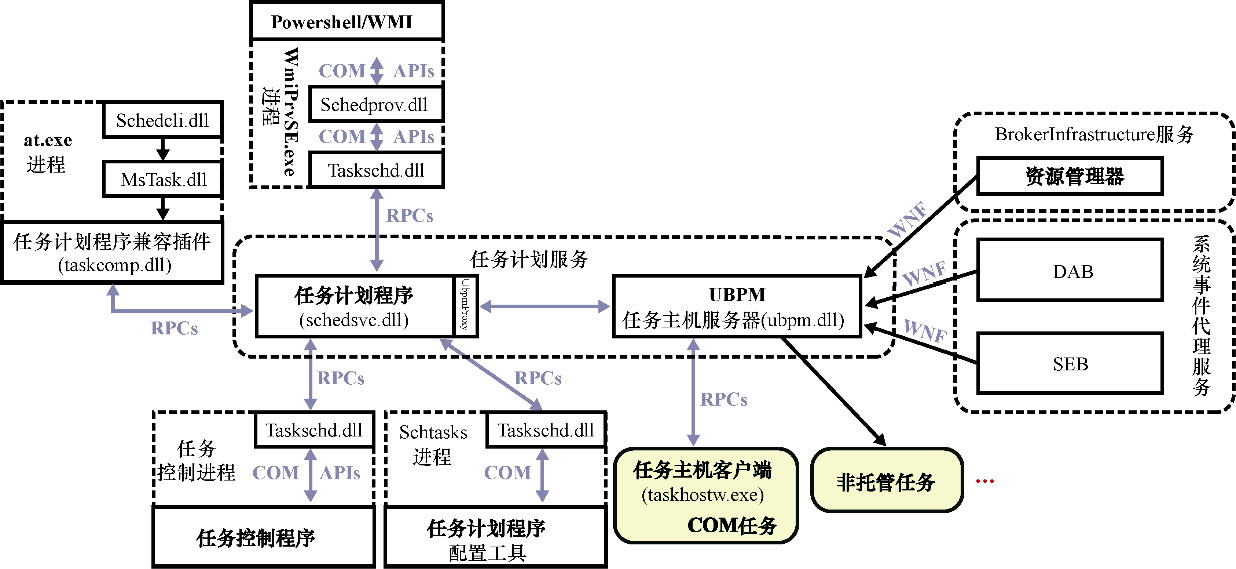 Powershell/WMI
WmiPrvSE.exe
进程
COM APIs
Schedprov.dll
COM APIs
Taskschd.dll
RPCs
at.exe
进程
Schedcli.dll
MsTask.dll
任务计划程序兼容插件
(taskcomp.dll)
RPCs
任务计划服务
任务计划程序
(schedsvc.dll)
UbpmProxy
UBPM
任务主机服务器(ubpm.dll)
BrokerInfrastructure服务
资源管理器
WNF
系统事件代理服务
DAB
WNF
SEB
WNF
RPCs
RPCs
RPCs
任务
控制进程
Taskschd.dll
COM APIs
任务控制程序
Schtasks
进程
Taskschd.dll
COM
任务计划程序
配置工具
任务主机客户端
(taskhostw.exe)
COM任务
非托管任务
...